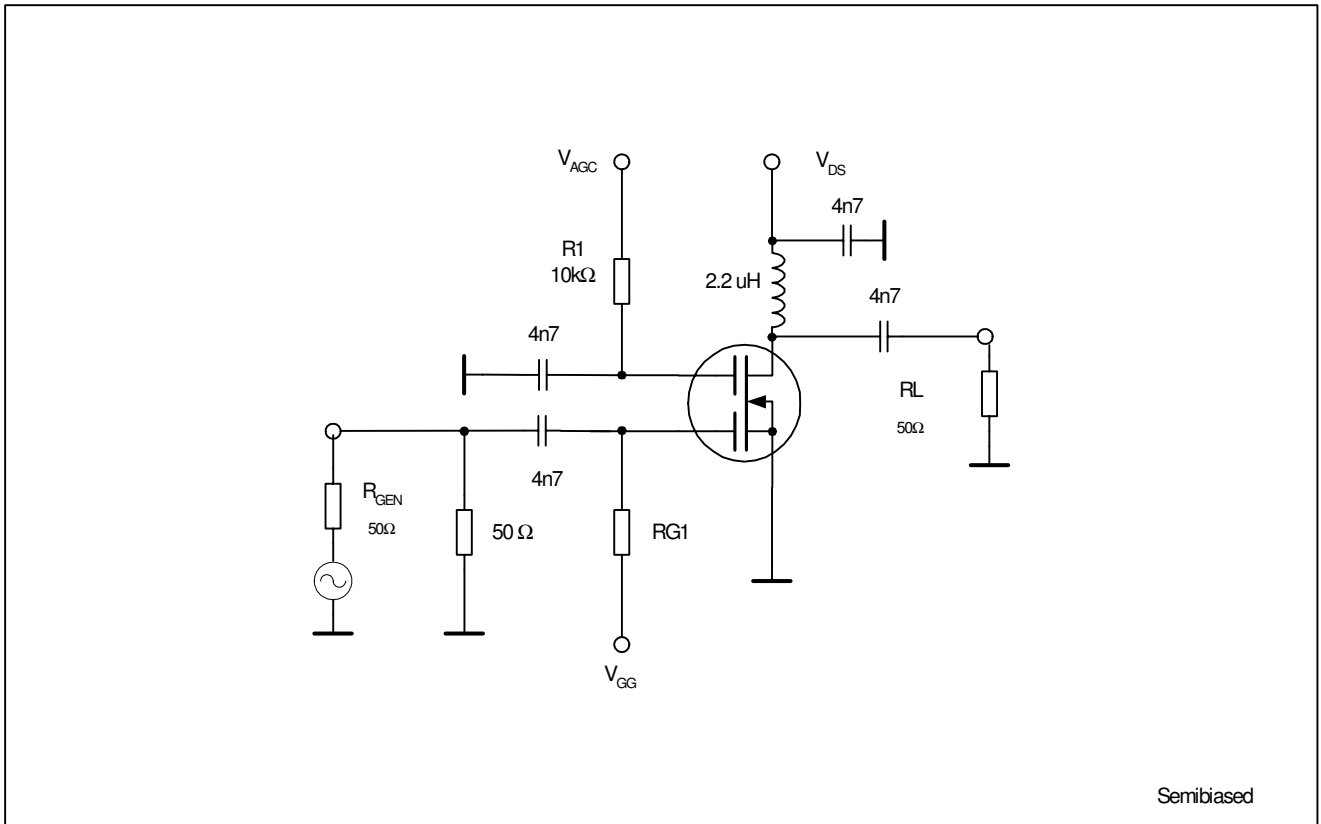 V_AGC
V_DS
4n7
R1
10kΩ
2.2 uH
4n7
4n7
RL
50Ω
4n7
R_GEN
50Ω
50 Ω
RG1
V_GG
Semibiased